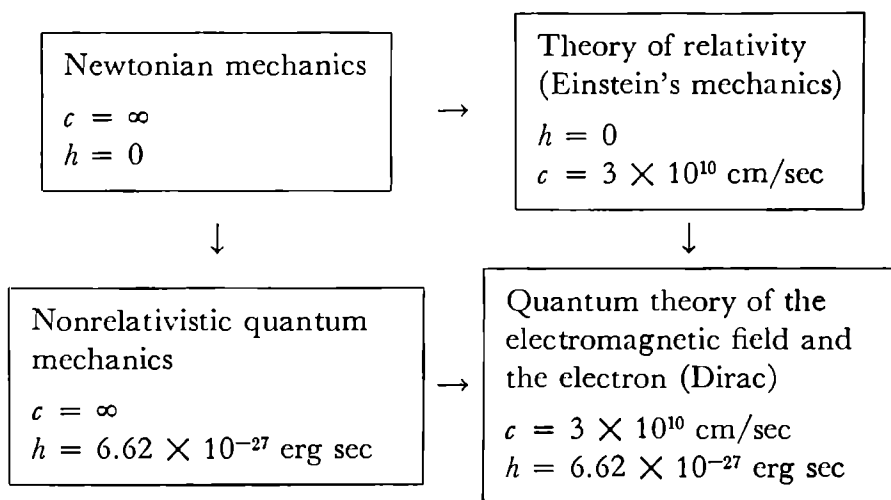 Newtonian mechanics
c = ∞
h = 0
→
Theory of relativity
(Einstein's mechanics)
h = 0
c = 3 × 10¹⁰ cm/sec
↓
↓
Nonrelativistic quantum
mechanics
c = ∞
h = 6.62 × 10⁻²⁷ erg sec
→
Quantum theory of the
electromagnetic field and
the electron (Dirac)
c = 3 × 10¹⁰ cm/sec
h = 6.62 × 10⁻²⁷ erg sec